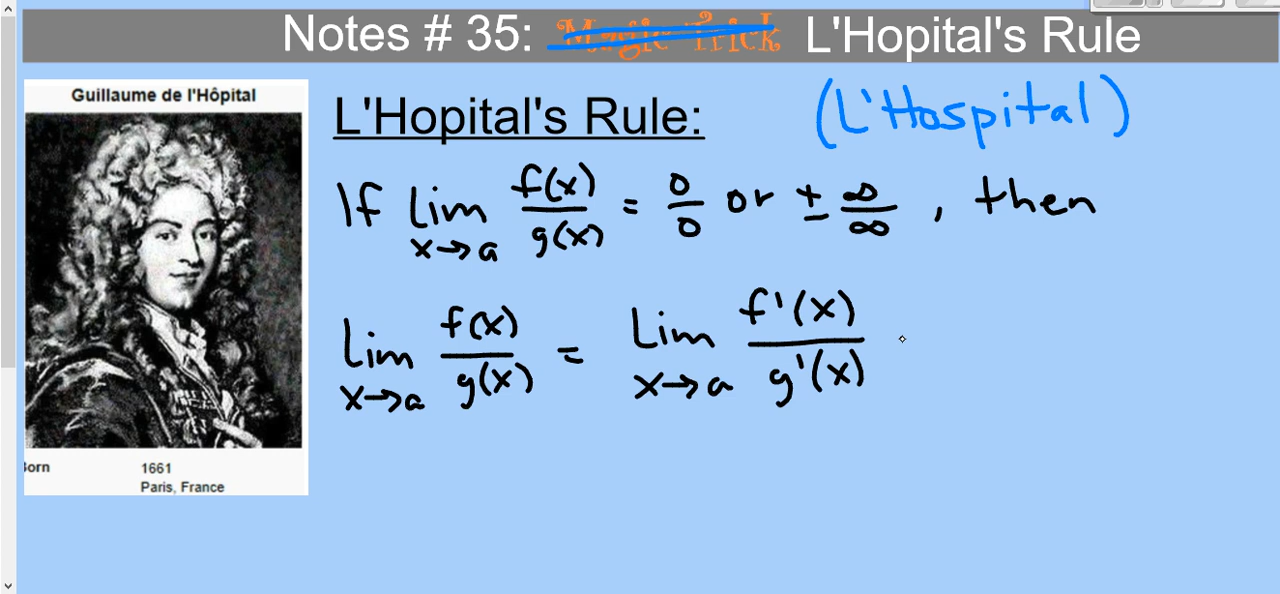 Notes # 35: Magic Trick L'Hopital's Rule
Guillaume de l'Hôpital
L'Hopital's Rule: (L'Hospital)
If lim x→a f(x)/g(x) = 0/0 or ± ∞/∞, then
Lim x→a f(x)/g(x) = Lim x→a f'(x)/g'(x)
Born 1661
Paris, France